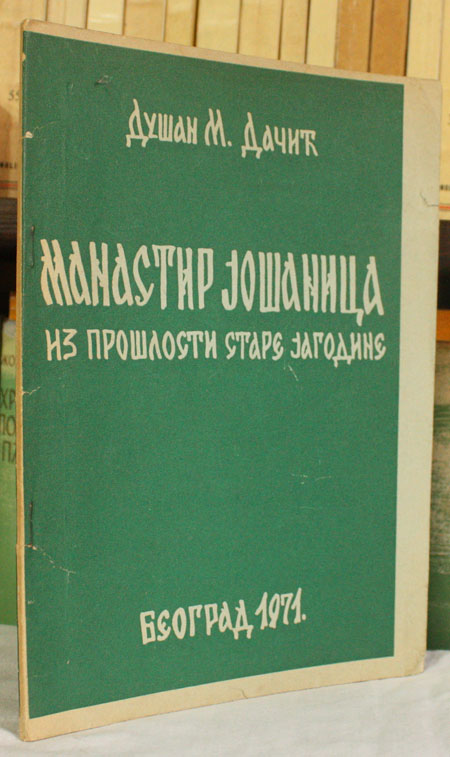 Душан М. Дачић
МАНАСТИР ЈОШАНИЦА
ИЗ ПРОШЛОСТИ СТАРЕ ЈАГОДИНЕ
БЕОГРАД 1971.